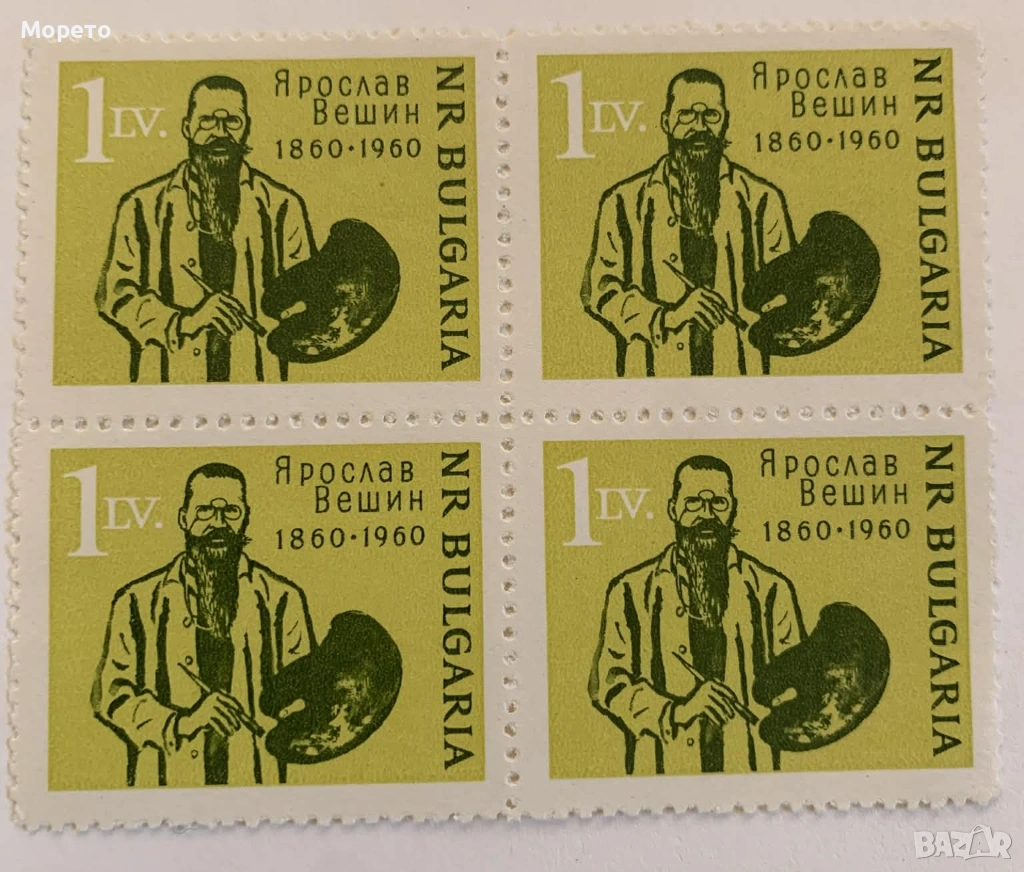 Морето
1 LV.
Ярослав
Вешин
1860•1960
NR BULGARIA
1 LV.
Ярослав
Вешин
1860•1960
NR BULGARIA
1 LV.
Ярослав
Вешин
1860•1960
NR BULGARIA
1 LV.
Ярослав
Вешин
1860•1960
NR BULGARIA
BAZAR